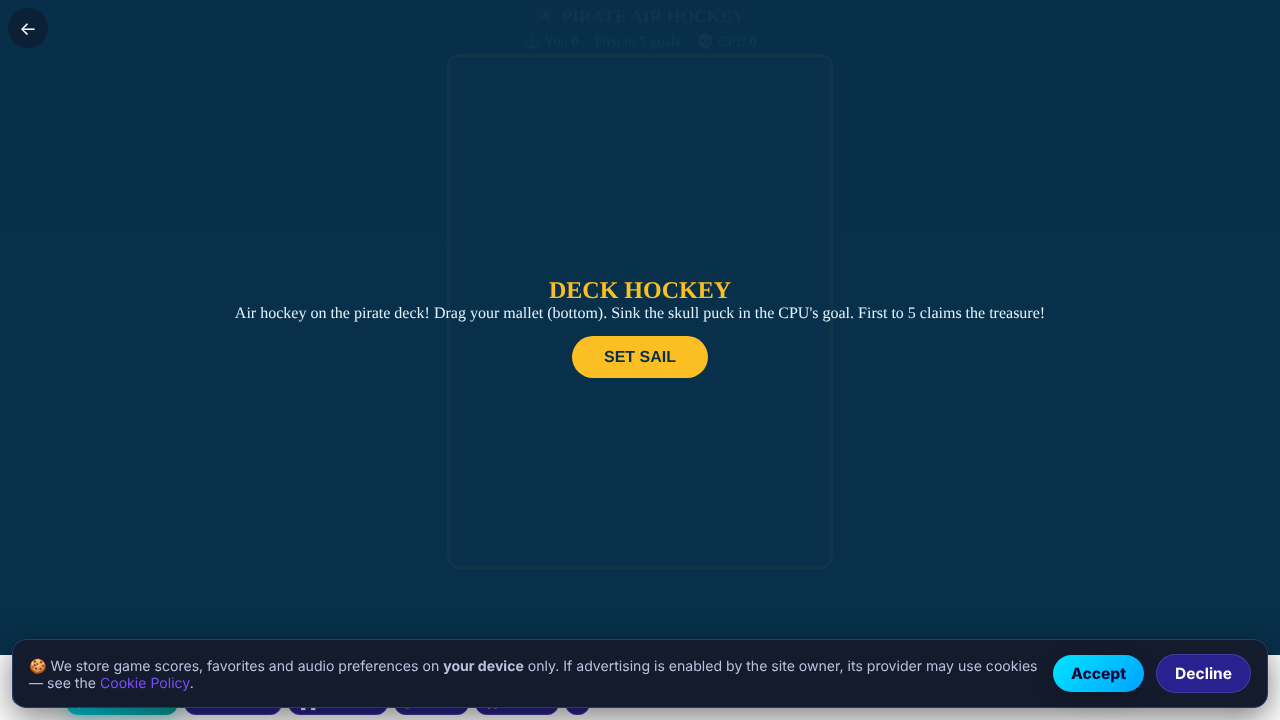 PIRATE AIR HOCKEY
You 0 First to 5 goals CPU 0
DECK HOCKEY
Air hockey on the pirate deck! Drag your mallet (bottom). Sink the skull puck in the CPU's goal. First to 5 claims the treasure!
SET SAIL
We store game scores, favorites and audio preferences on your device only. If advertising is enabled by the site owner, its provider may use cookies
— see the Cookie Policy.
Accept
Decline